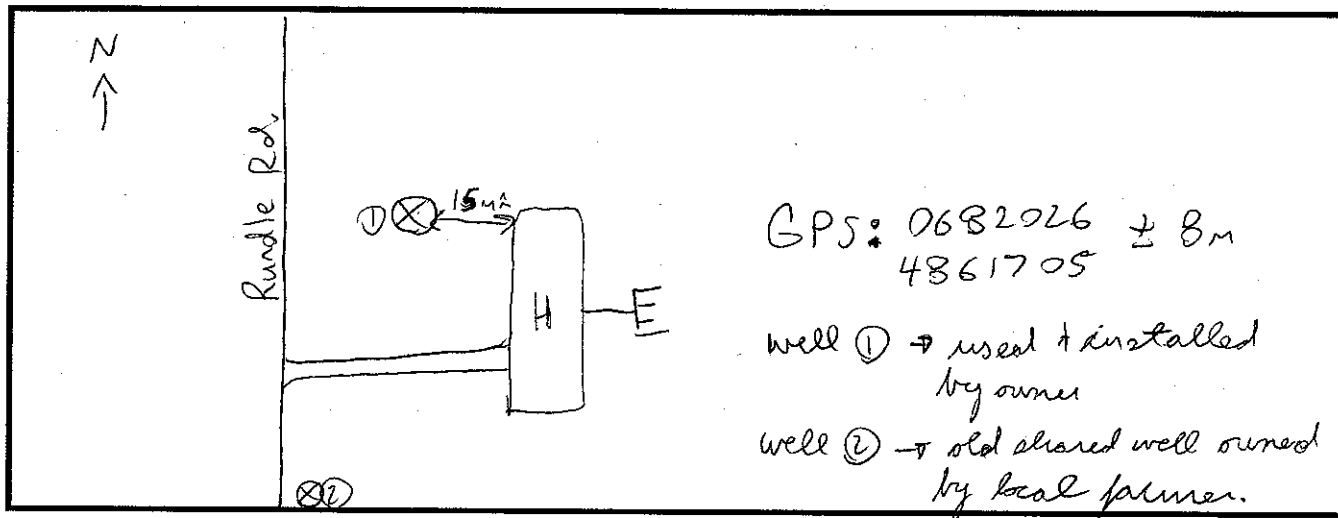 N
Rundle Rd.
① 15m
H
E
GPS: 0682026 ± 8m
4861705
well ① → used + installed
by owner
well ② → old shared well owned
by local farmer.
②